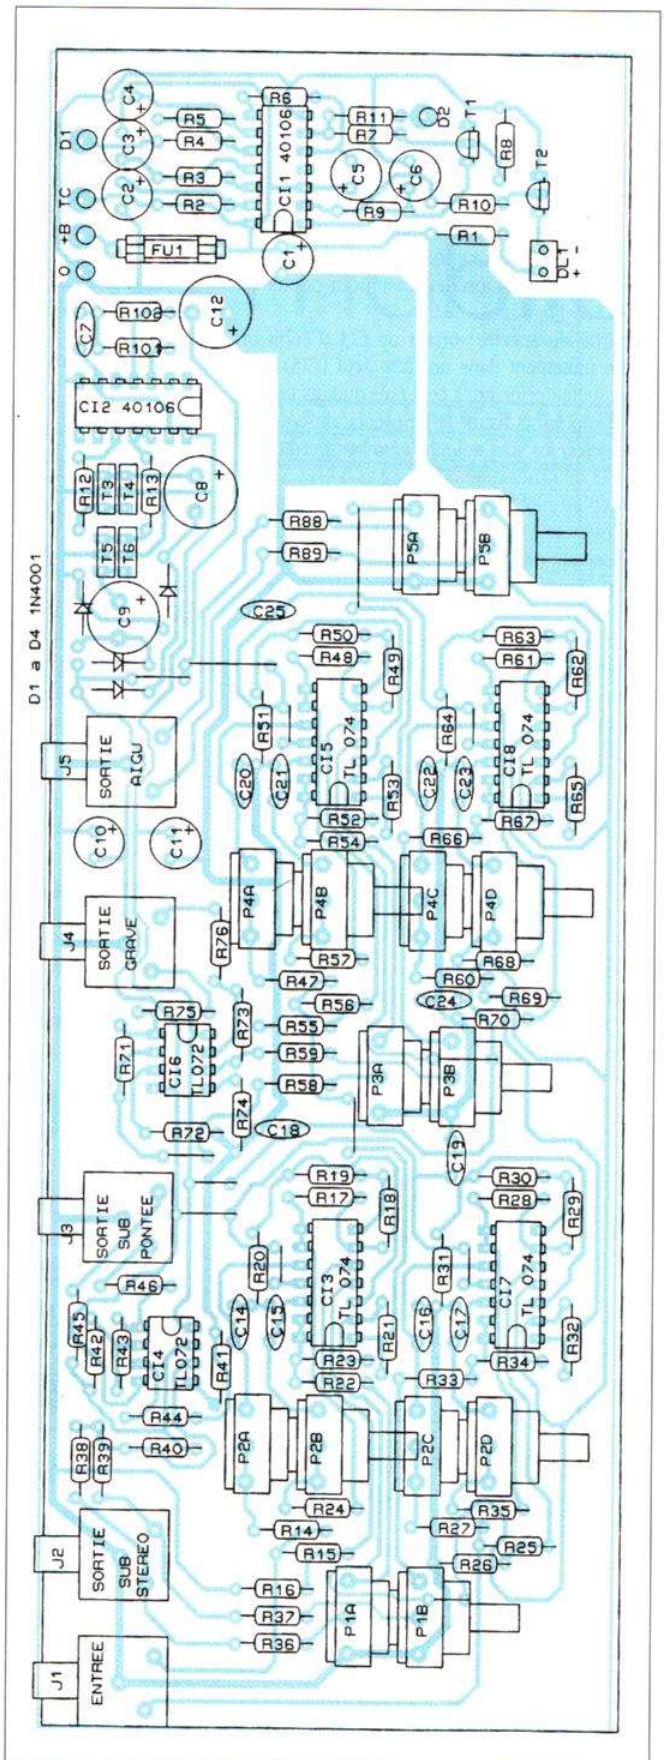 C4
+
R6
R5
R11
D2
T1
R7
D1
C3
+
R4
CI1 40106
R8
T2
R3
C5
+
C6
+
TC
C2
+
R2
R9
R10
+B
FU1
R1
0
C1
+
DL1
-
+
C12
+
R102
C7
R101
CI2 40106
R12
T3
T4
R13
C8
+
R88
P5A
P5B
T5
T6
R89
D1 a D4 1N4001
C9
+
C25
R50
R63
R48
R49
R61
R62
J5
SORTIE
AIGU
R51
CI5
TL 074
R64
CI8
TL 074
C20
C21
R53
C22
C23
R65
R52
R67
C10
+
C11
+
R54
R66
P4A
P4B
P4C
P4D
J4
SORTIE
GRAVE
R76
R57
R68
R47
R60
R75
R73
R56
C24
R69
R55
R70
R71
CI6
TL072
R59
P3A
P3B
R58
R74
R72
C18
C19
J3
SORTIE
SUB
PONTEE
R19
R30
R17
R18
R28
R29
R20
CI3
TL 074
R31
CI7
TL 074
R46
C14
C15
R21
C16
C17
R32
R45
R42
R43
CI4
TL072
R41
R23
R34
R22
R33
R44
P2A
P2B
P2C
P2D
R38
R39
R40
R24
R35
R14
R27
R25
J2
SORTIE
SUB
STEREO
R15
R26
R16
P1A
P1B
R37
R36
J1
ENTREE